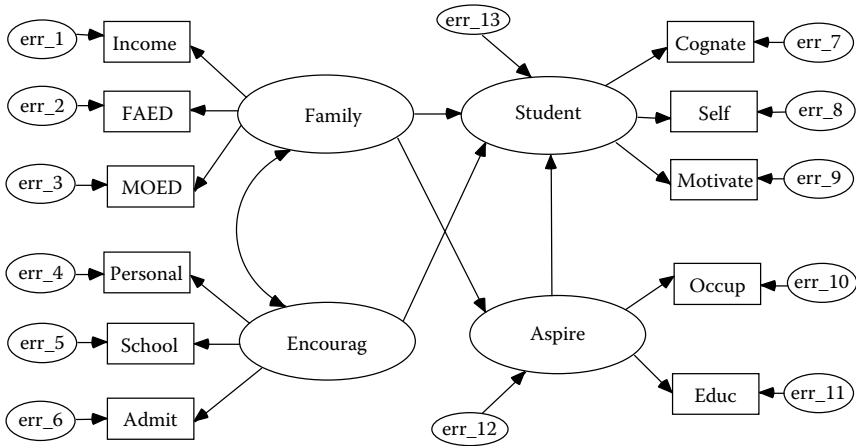 err_1
Income
err_13
Cognate
err_7
err_2
FAED
Family
Student
Self
err_8
err_3
MOED
Motivate
err_9
err_4
Personal
Occup
err_10
err_5
School
Encourag
Aspire
err_6
Admit
err_12
Educ
err_11